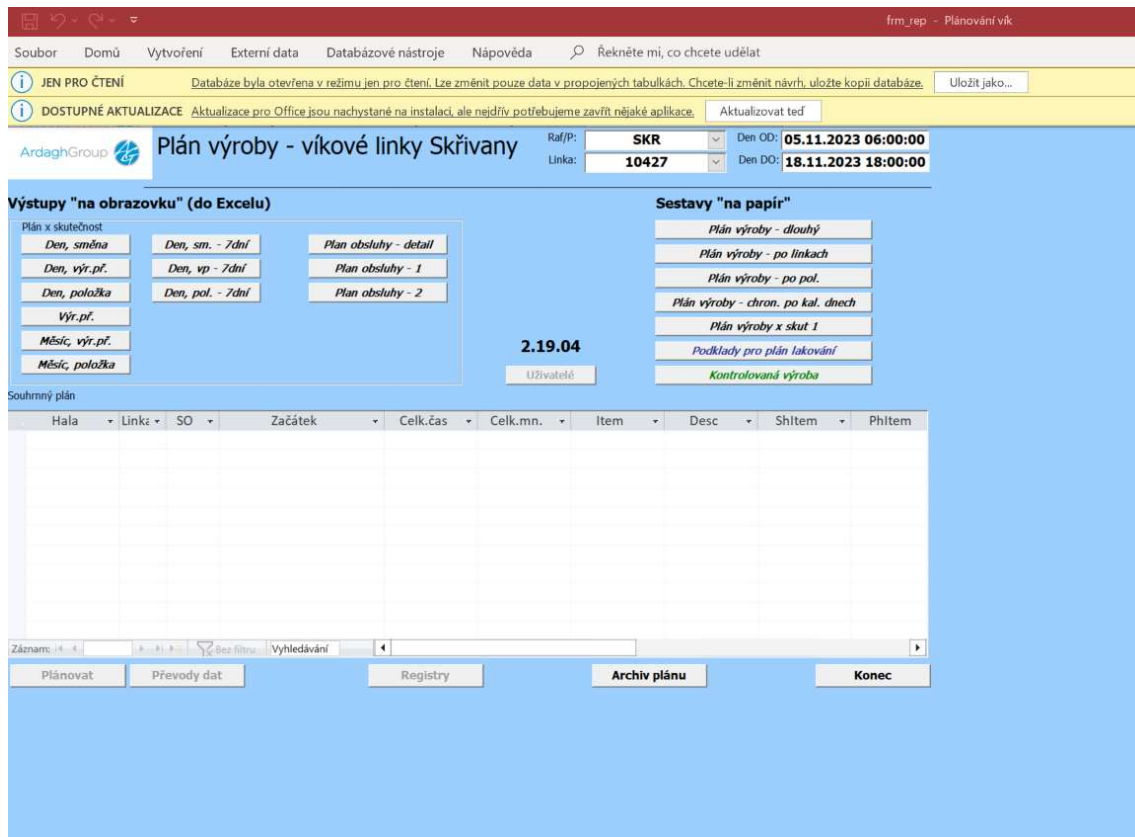 frm_rep - Plánování vík
Soubor Domů Vytvoření Externí data Databázové nástroje Nápověda Řekněte mi, co chcete udělat
JEN PRO ČTENÍ Databáze byla otevřena v režimu jen pro čtení. Lze změnit pouze data v propojených tabulkách. Chcete-li změnit návrh, uložte kopii databáze. Uložit jako...
DOSTUPNÉ AKTUALIZACE Aktualizace pro Office jsou nachystané na instalaci, ale nejdřív potřebujeme zavřít nějaké aplikace. Aktualizovat teď
ArdaghGroup Plán výroby - víkové linky Skřivany
Raf/P: SKR Den OD: 05.11.2023 06:00:00
Linka: 10427 Den DO: 18.11.2023 18:00:00
Výstupy "na obrazovku" (do Excelu)
Plán x skutečnost
Den, směna Den, sm. - 7dní Plan obsluhy - detail
Den, výr.př. Den, vp - 7dní Plan obsluhy - 1
Den, položka Den, pol. - 7dní Plan obsluhy - 2
Výr.př.
Měsíc, výr.př.
Měsíc, položka
2.19.04
Uživatelé
Sestavy "na papír"
Plán výroby - dlouhý
Plán výroby - po linkach
Plán výroby - po pol.
Plán výroby - chron. po kal. dnech
Plán výroby x skut 1
Podklady pro plán lakování
Kontrolovaná výroba
Souhrnný plán
Hala Linka SO Začátek Celk.čas Celk.mn. Item Desc ShItem PhItem
Záznam: Bez filtru Vyhledávání
Plánovat Převody dat Registry Archiv plánu Konec